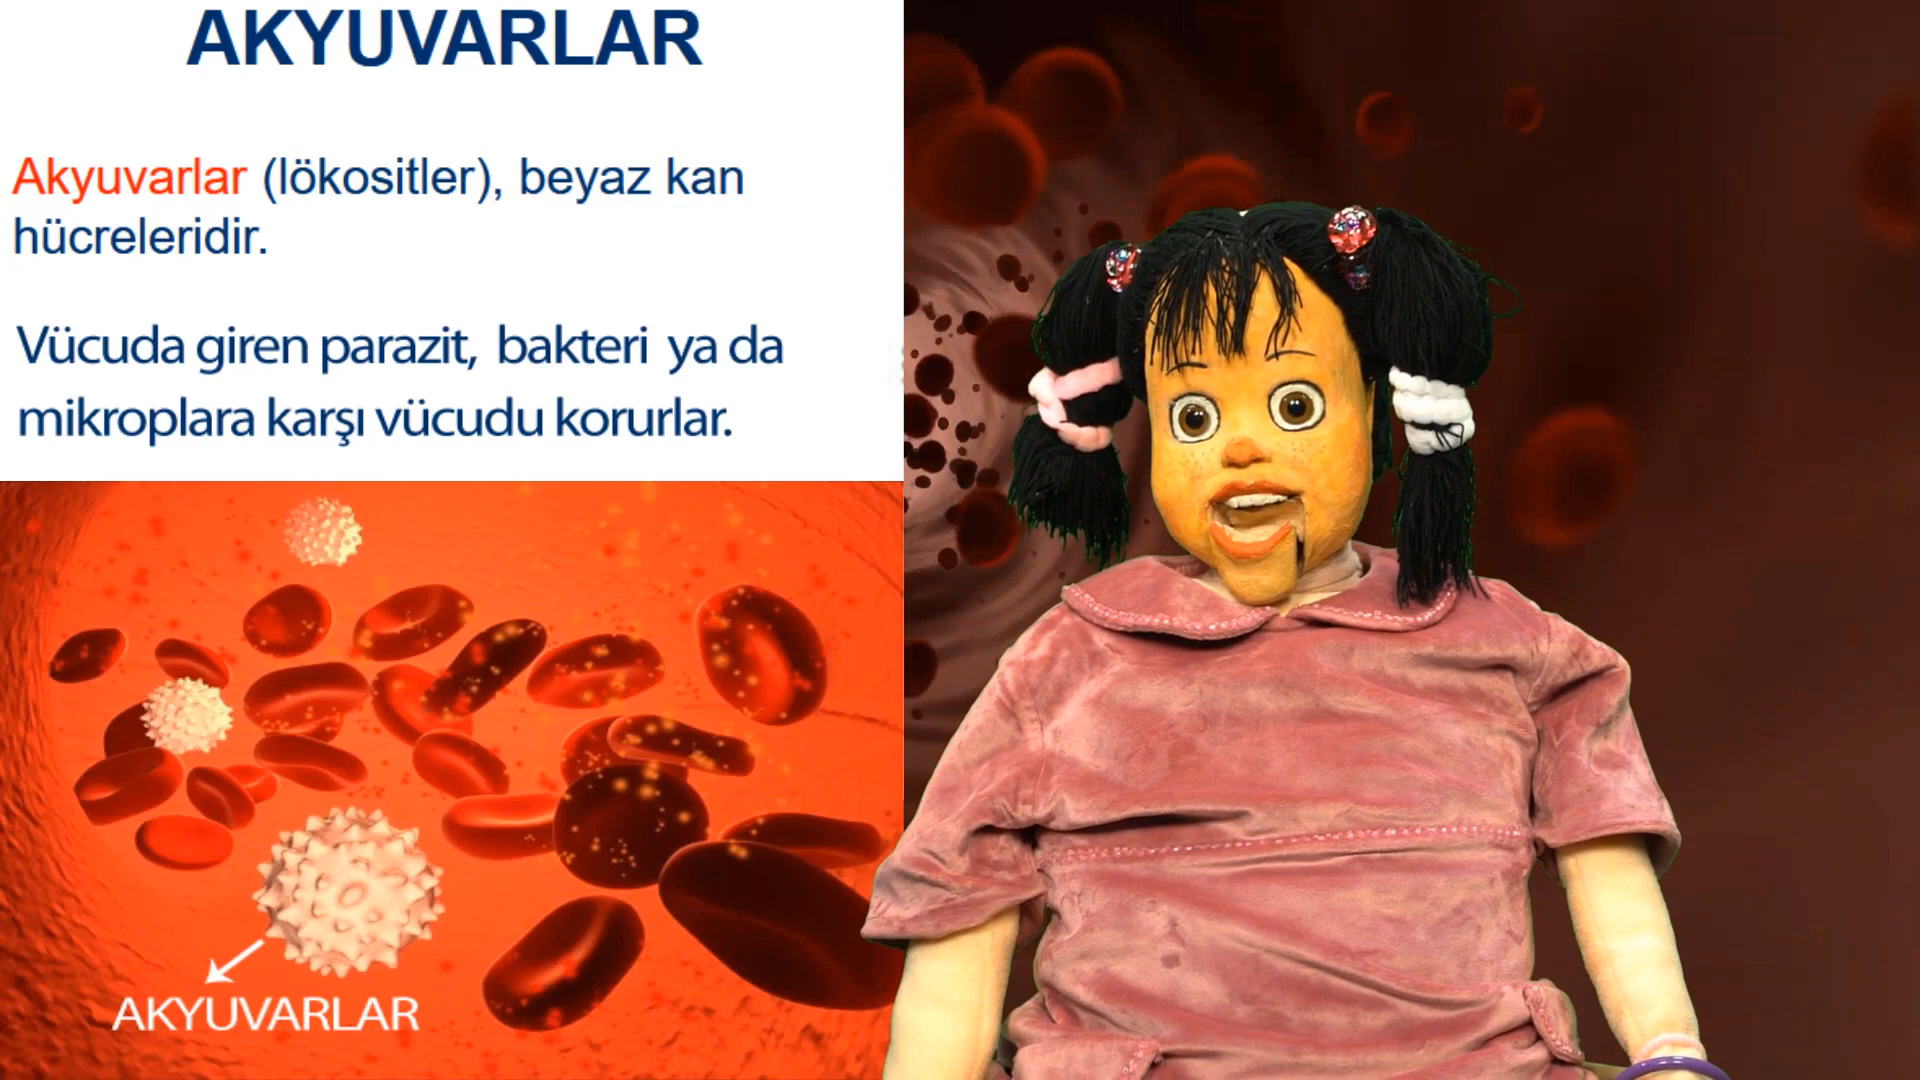 AKYUVARLAR
Akyuvarlar (lökositler), beyaz kan
hücreleridir.
Vücuda giren parazit, bakteri ya da
mikroplara karşı vücudu korurlar.
AKYUVARLAR